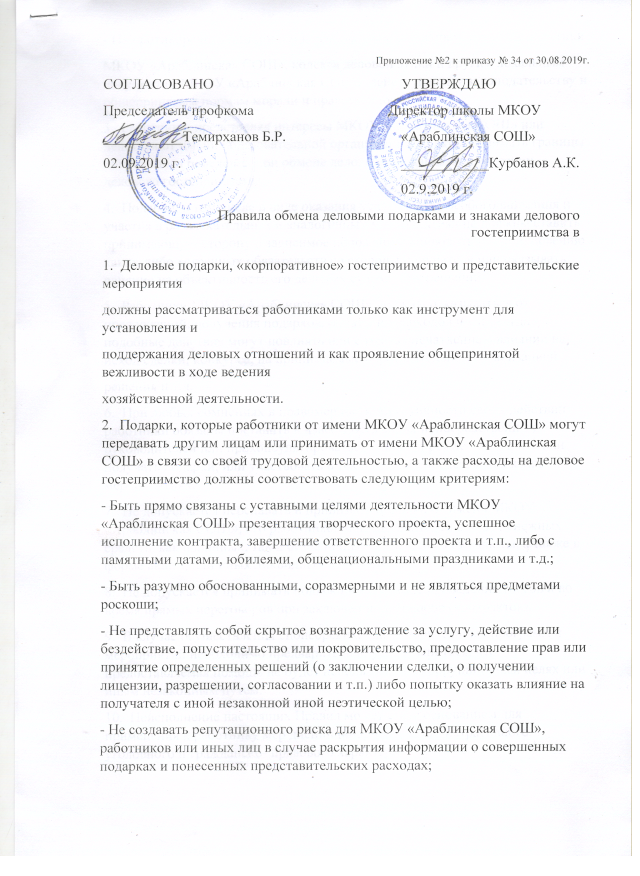 Приложение №2 к приказу № 34 от 30.08.2019г.
СОГЛАСОВАНО УТВЕРЖДАЮ
Председатель профкома Директор школы МКОУ
Темирханов Б.Р. «Араблинская СОШ»
02.09.2019 г. Курбанов А.К.
02.9.2019 г.
Правила обмена деловыми подарками и знаками делового
гостеприимства в
1. Деловые подарки, «корпоративное» гостеприимство и представительские
мероприятия
должны рассматриваться работниками только как инструмент для
установления и
поддержания деловых отношений и как проявление общепринятой
вежливости в ходе ведения
хозяйственной деятельности.
2. Подарки, которые работники от имени МКОУ «Араблинская СОШ» могут
передавать другим лицам или принимать от имени МКОУ «Араблинская
СОШ» в связи со своей трудовой деятельностью, а также расходы на деловое
гостеприимство должны соответствовать следующим критериям:
- Быть прямо связаны с уставными целями деятельности МКОУ
«Араблинская СОШ» презентация творческого проекта, успешное
исполнение контракта, завершение ответственного проекта и т.п., либо с
памятными датами, юбилеями, общенациональными праздниками и т.д.;
- Быть разумно обоснованными, соразмерными и не являться предметами
роскоши;
- Не представлять собой скрытое вознаграждение за услугу, действие или
бездействие, попустительство или покровительство, предоставление прав или
принятие определенных решений (о заключении сделки, о получении
лицензии, разрешении, согласовании и т.п.) либо попытку оказать влияние на
получателя с иной незаконной иной неэтической целью;
- Не создавать репутационного риска для МКОУ «Араблинская СОШ»,
работников или иных лиц в случае раскрытия информации о совершенных
подарках и понесенных представительских расходах;